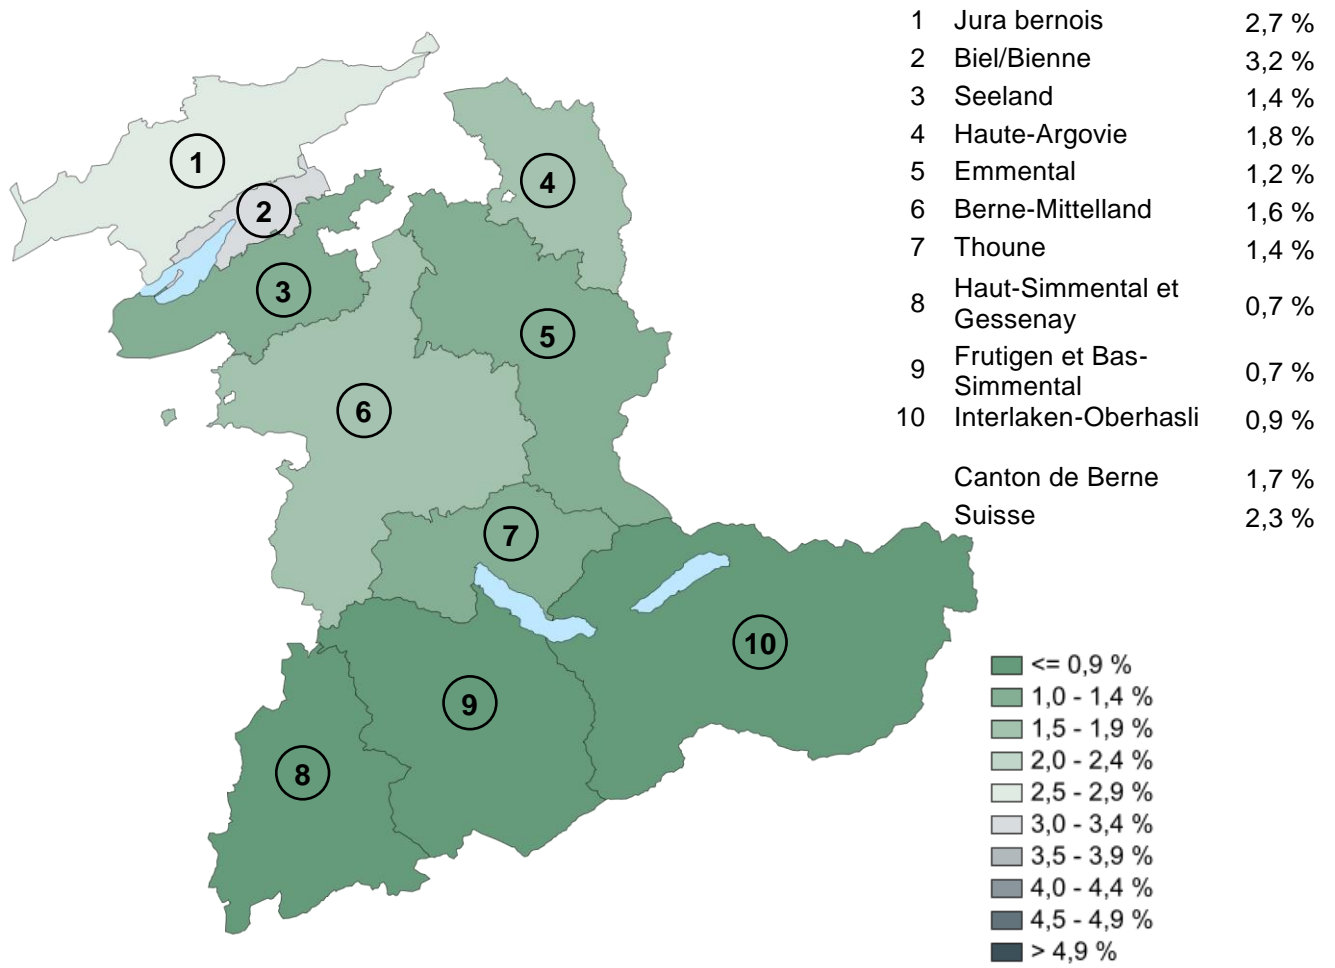 1 Jura bernois 2,7 %
2 Biel/Bienne 3,2 %
3 Seeland 1,4 %
4 Haute-Argovie 1,8 %
5 Emmental 1,2 %
6 Berne-Mittelland 1,6 %
7 Thoune 1,4 %
8 Haut-Simmental et
Gessenay 0,7 %
9 Frutigen et Bas-
Simmental 0,7 %
10 Interlaken-Oberhasli 0,9 %
Canton de Berne 1,7 %
Suisse 2,3 %
1
2
3
4
5
6
7
8
9
10
<= 0,9 %
1,0 - 1,4 %
1,5 - 1,9 %
2,0 - 2,4 %
2,5 - 2,9 %
3,0 - 3,4 %
3,5 - 3,9 %
4,0 - 4,4 %
4,5 - 4,9 %
> 4,9 %